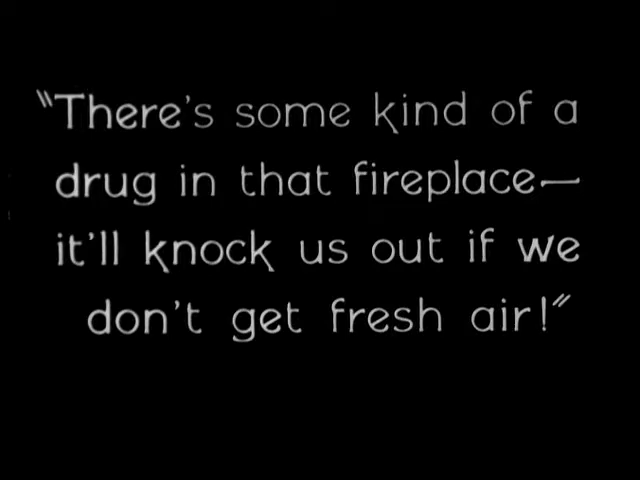 "There's some kind of a
drug in that fireplace—
it'll knock us out if we
don't get fresh air!"